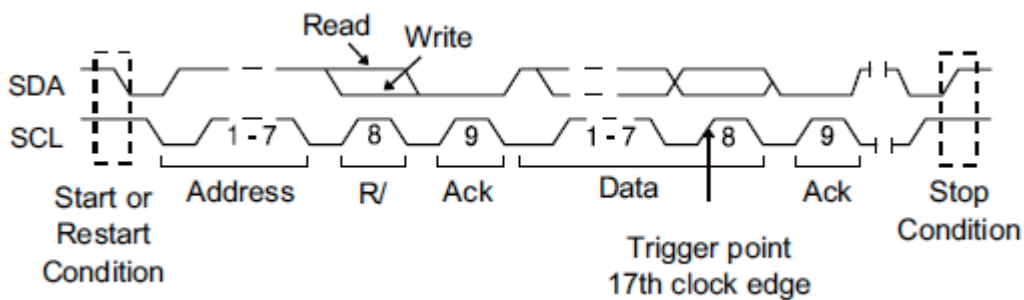 Read Write
SDA
SCL 1 - 7 8 9 1 - 7 8 9
Address R/ Ack Data Ack
Start or
Restart
Condition
Stop
Condition
Trigger point
17th clock edge